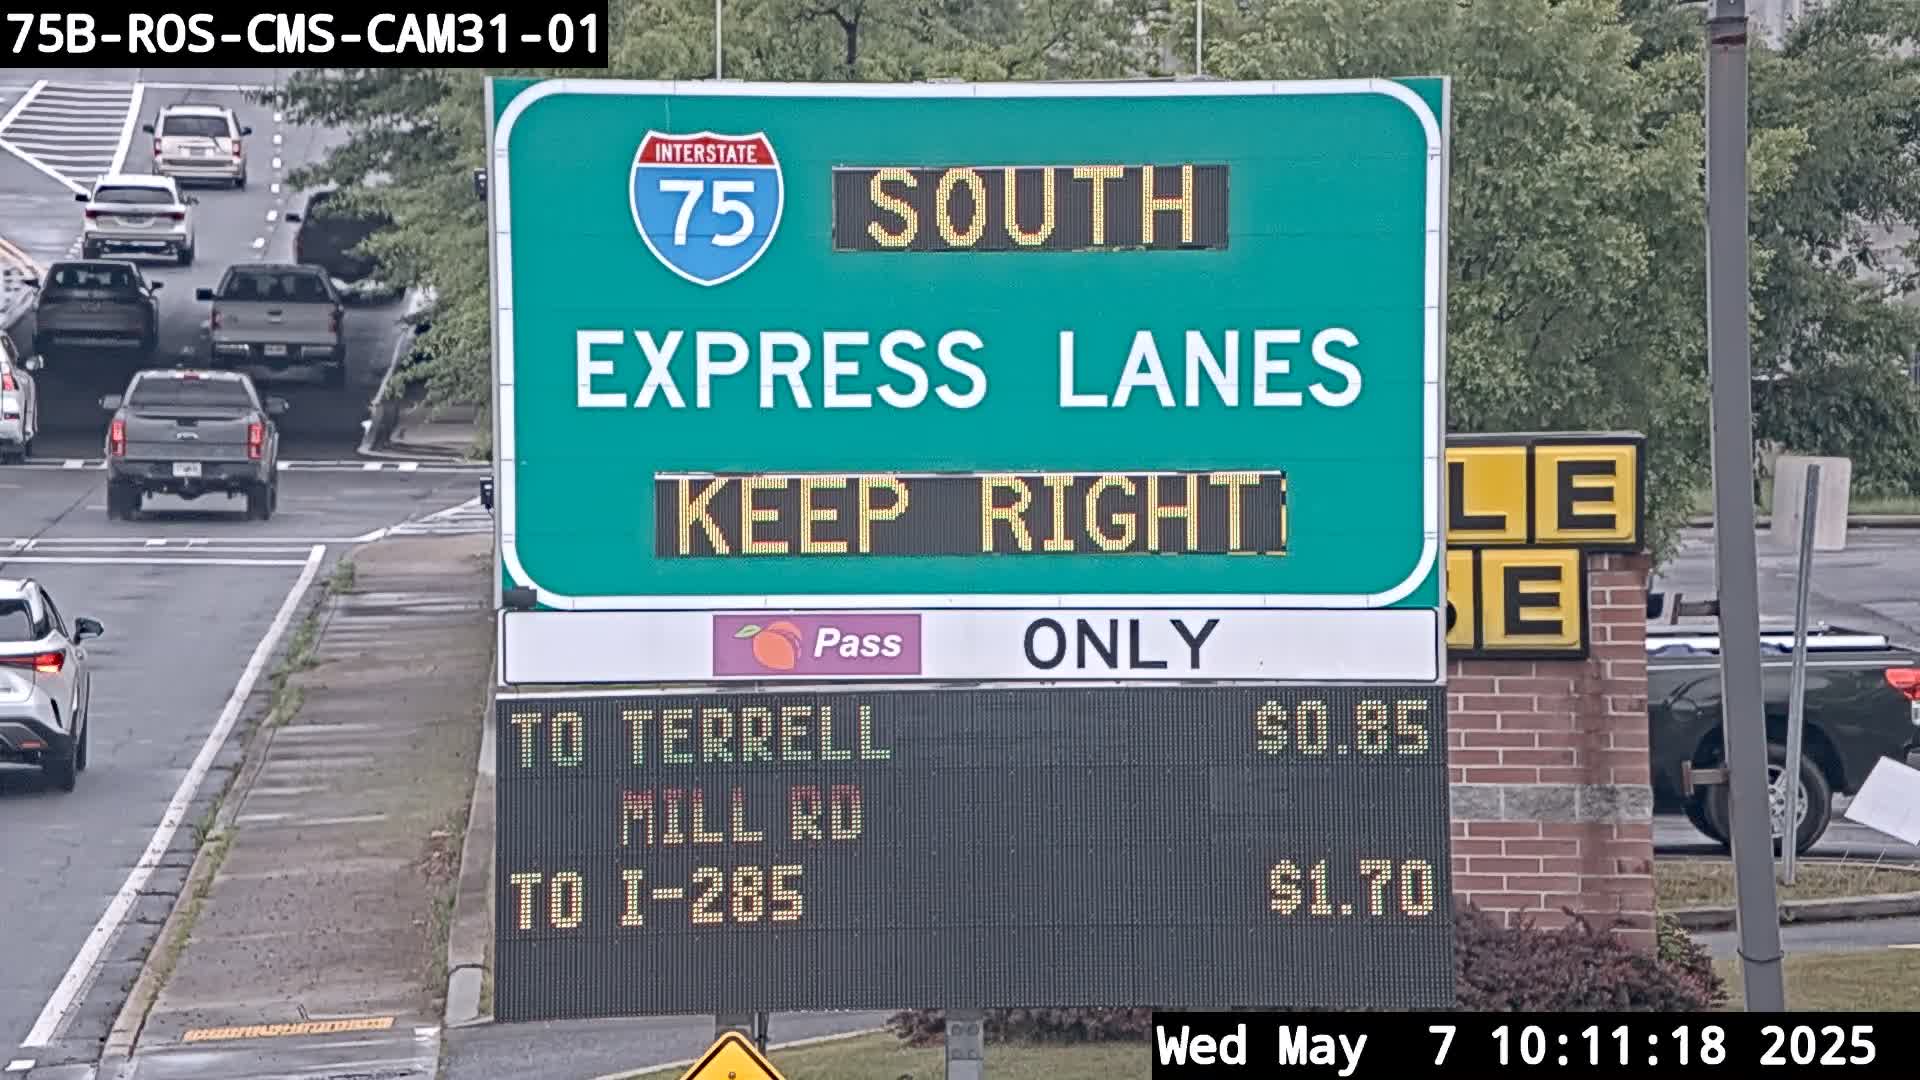 75B-ROS-CMS-CAM31-01
INTERSTATE
75
SOUTH
EXPRESS LANES
KEEP RIGHT
Pass ONLY
TO TERRELL $0.85
MILL RD
TO I-285 $1.70
LE
E
Wed May 7 10:11:18 2025